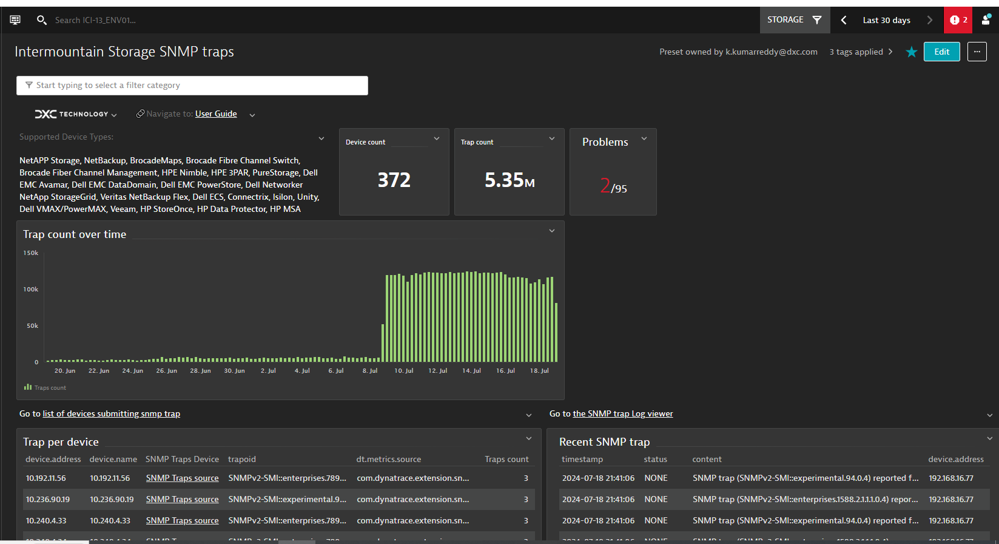 Search ICI-13_ENV01...
STORAGE
Last 30 days
2
Intermountain Storage SNMP traps
Preset owned by k.kumarreddy@dxc.com
3 tags applied
Edit
...
Start typing to select a filter category
DXC TECHNOLOGY
Navigate to: User Guide
Supported Device Types:
NetAPP Storage, NetBackup, BrocadeMaps, Brocade Fibre Channel Switch,
Brocade Fiber Channel Management, HPE Nimble, HPE 3PAR, PureStorage, Dell
EMC Avamar, Dell EMC DataDomain, Dell EMC PowerStore, Dell Networker
NetApp StorageGrid, Veritas NetBackup Flex, Dell ECS, Connectrix, Isilon, Unity,
Dell VMAX/PowerMAX, Veeam, HP StoreOnce, HP Data Protector, HP MSA
Device count
372
Trap count
5.35M
Problems
2/95
Trap count over time
150k
100k
50k
0
20. Jun 22. Jun 24. Jun 26. Jun 28. Jun 30. Jun 2. Jul 4. Jul 6. Jul 8. Jul 10. Jul 12. Jul 14. Jul 16. Jul 18. Jul
Traps count
Go to list of devices submitting snmp trap
Go to the SNMP trap Log viewer
Trap per device
device.address device.name SNMP Traps Device trapoid dt.metrics.source Traps count
10.192.11.56 10.192.11.56 SNMP Traps source SNMPv2-SMI::enterprises.789... com.dynatrace.extension.sn... 3
10.236.90.19 10.236.90.19 SNMP Traps source SNMPv2-SMI::experimental.9... com.dynatrace.extension.sn... 3
10.240.4.33 10.240.4.33 SNMP Traps source SNMPv2-SMI::enterprises.789... com.dynatrace.extension.sn... 3
Recent SNMP trap
timestamp status content device.address
2024-07-18 21:41:06 NONE SNMP trap (SNMPv2-SMI::experimental.94.0.4) reported f... 192.168.16.77
2024-07-18 21:41:06 NONE SNMP trap (SNMPv2-SMI::enterprises.1588.2.1.1.1.0.4) repor... 192.168.16.77
2024-07-18 21:41:06 NONE SNMP trap (SNMPv2-SMI::experimental.94.0.4) reported f... 192.168.16.77